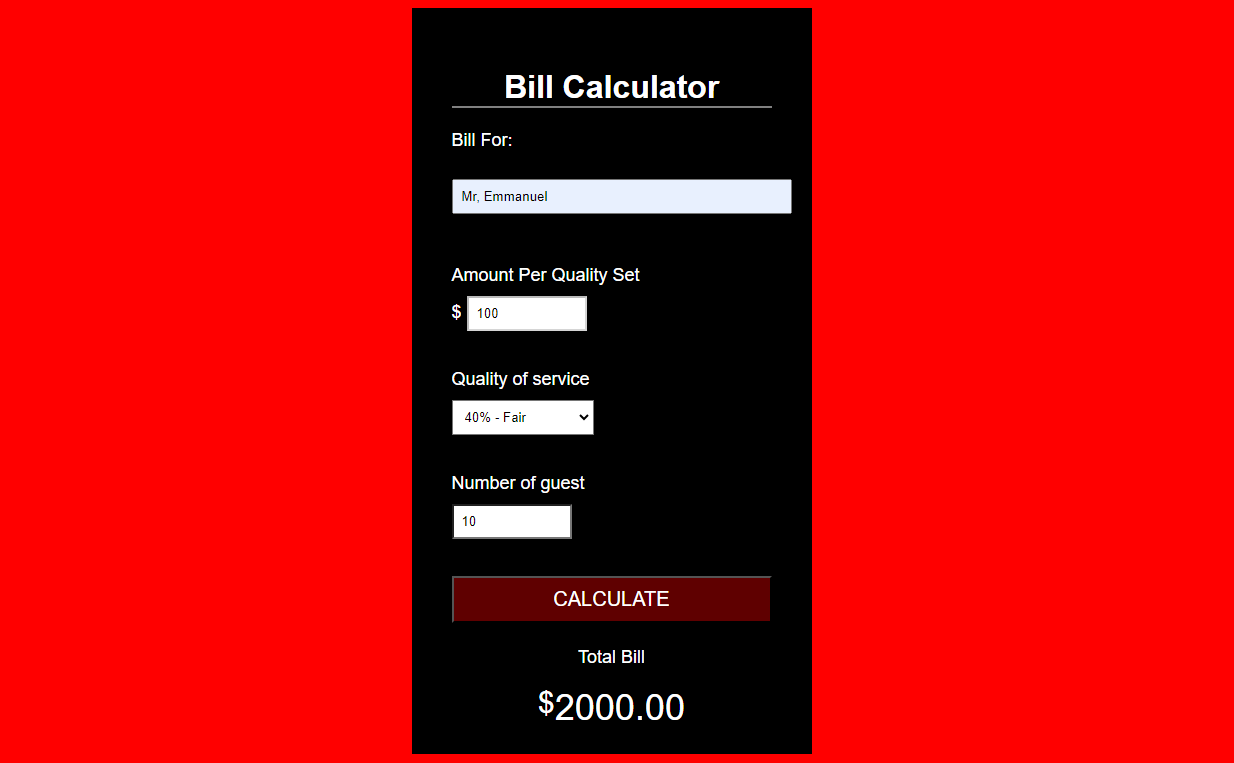 Bill Calculator
Bill For:
Mr, Emmanuel
Amount Per Quality Set
$ 100
Quality of service
40% - Fair
Number of guest
10
CALCULATE
Total Bill
$2000.00